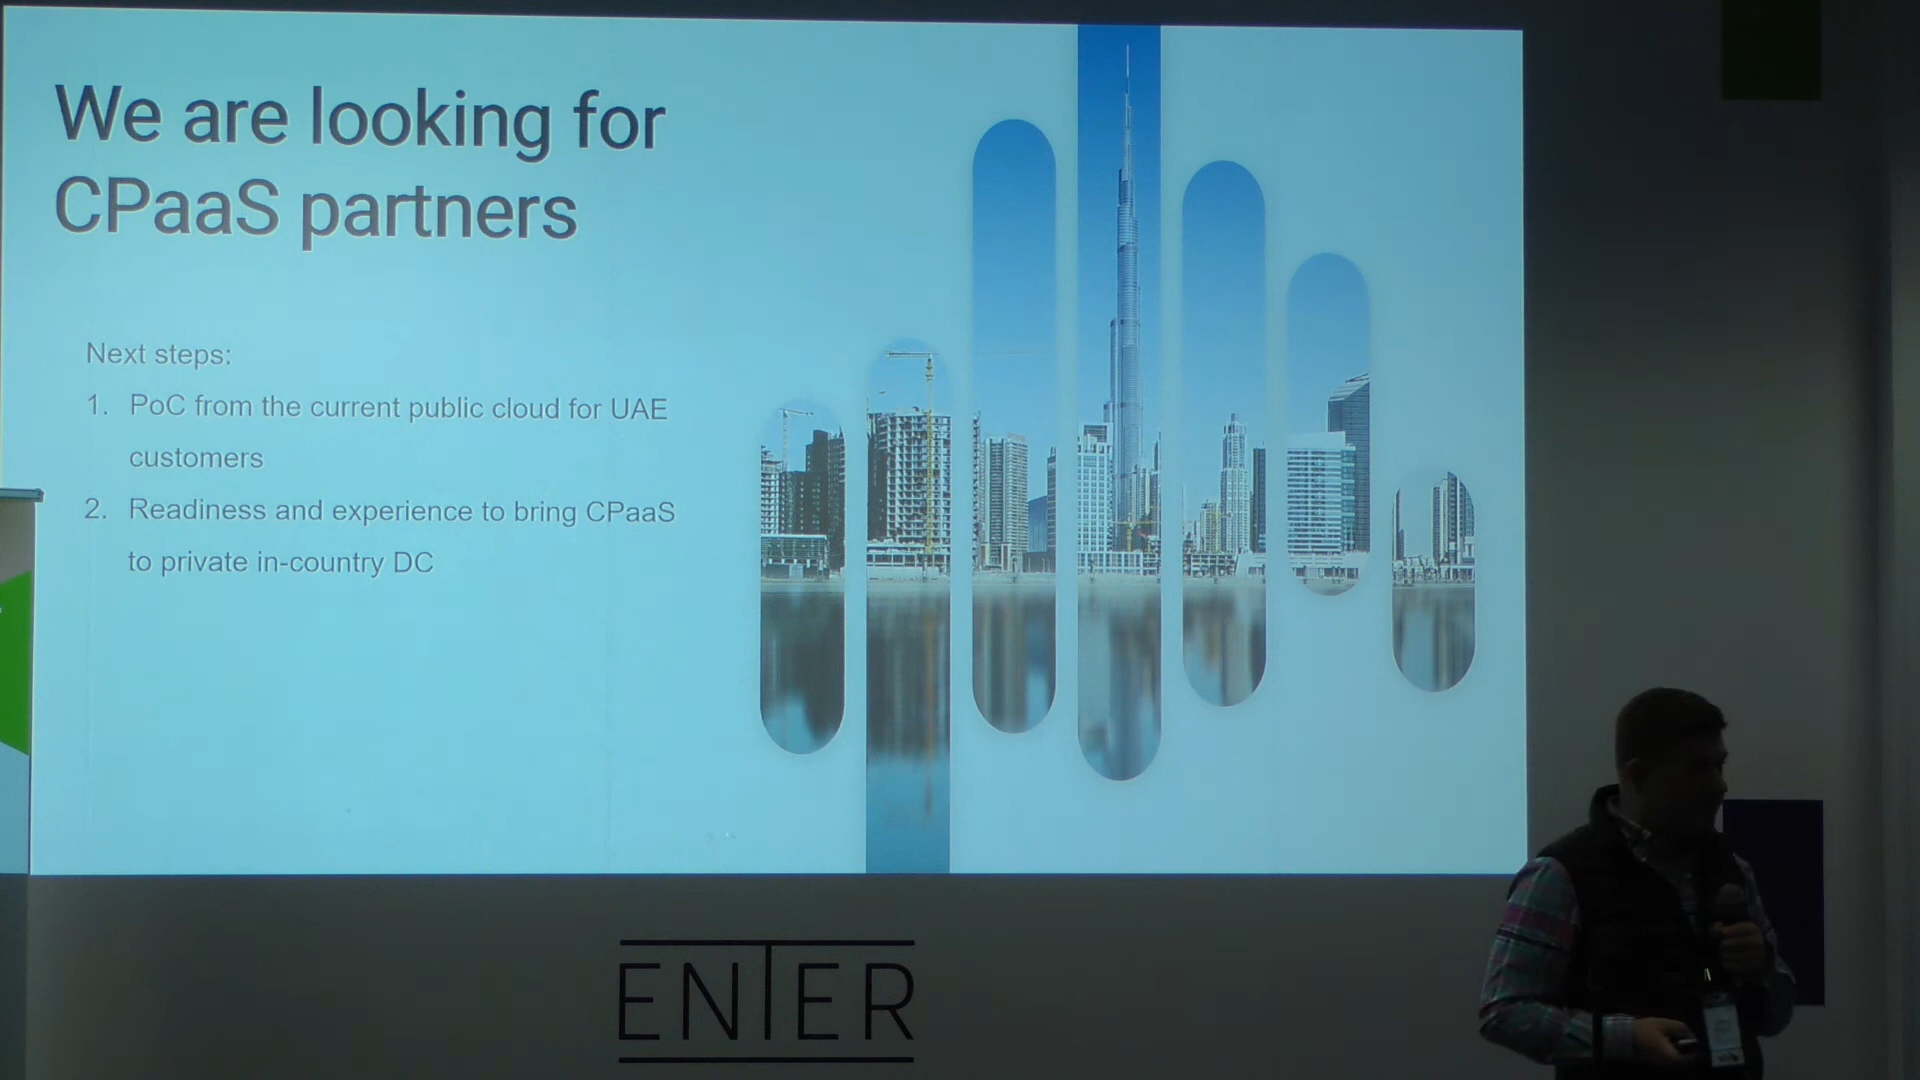 We are looking for
CPaaS partners
Next steps:
1. PoC from the current public cloud for UAE
customers
2. Readiness and experience to bring CPaaS
to private in-country DC
ENTER